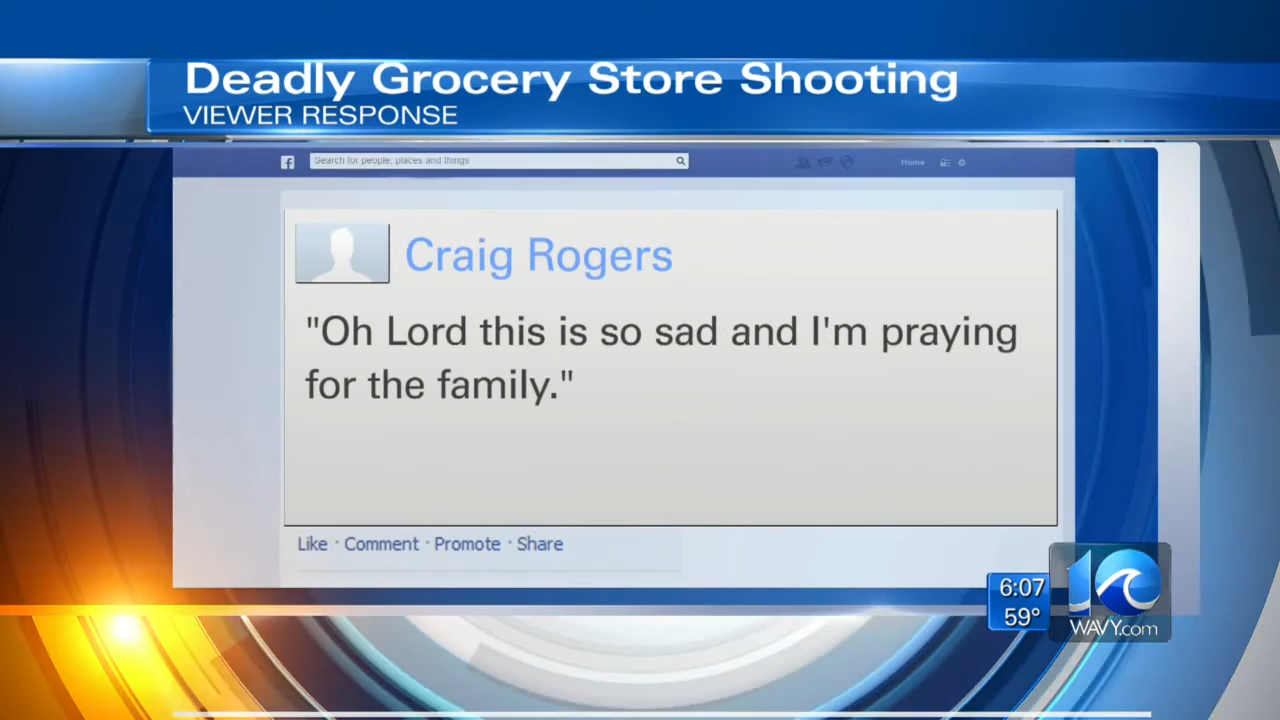 Deadly Grocery Store Shooting
VIEWER RESPONSE
f Search for people, places and things Home
Craig Rogers
"Oh Lord this is so sad and I'm praying
for the family."
Like · Comment · Promote · Share
6:07
59°
10
WAVY.com